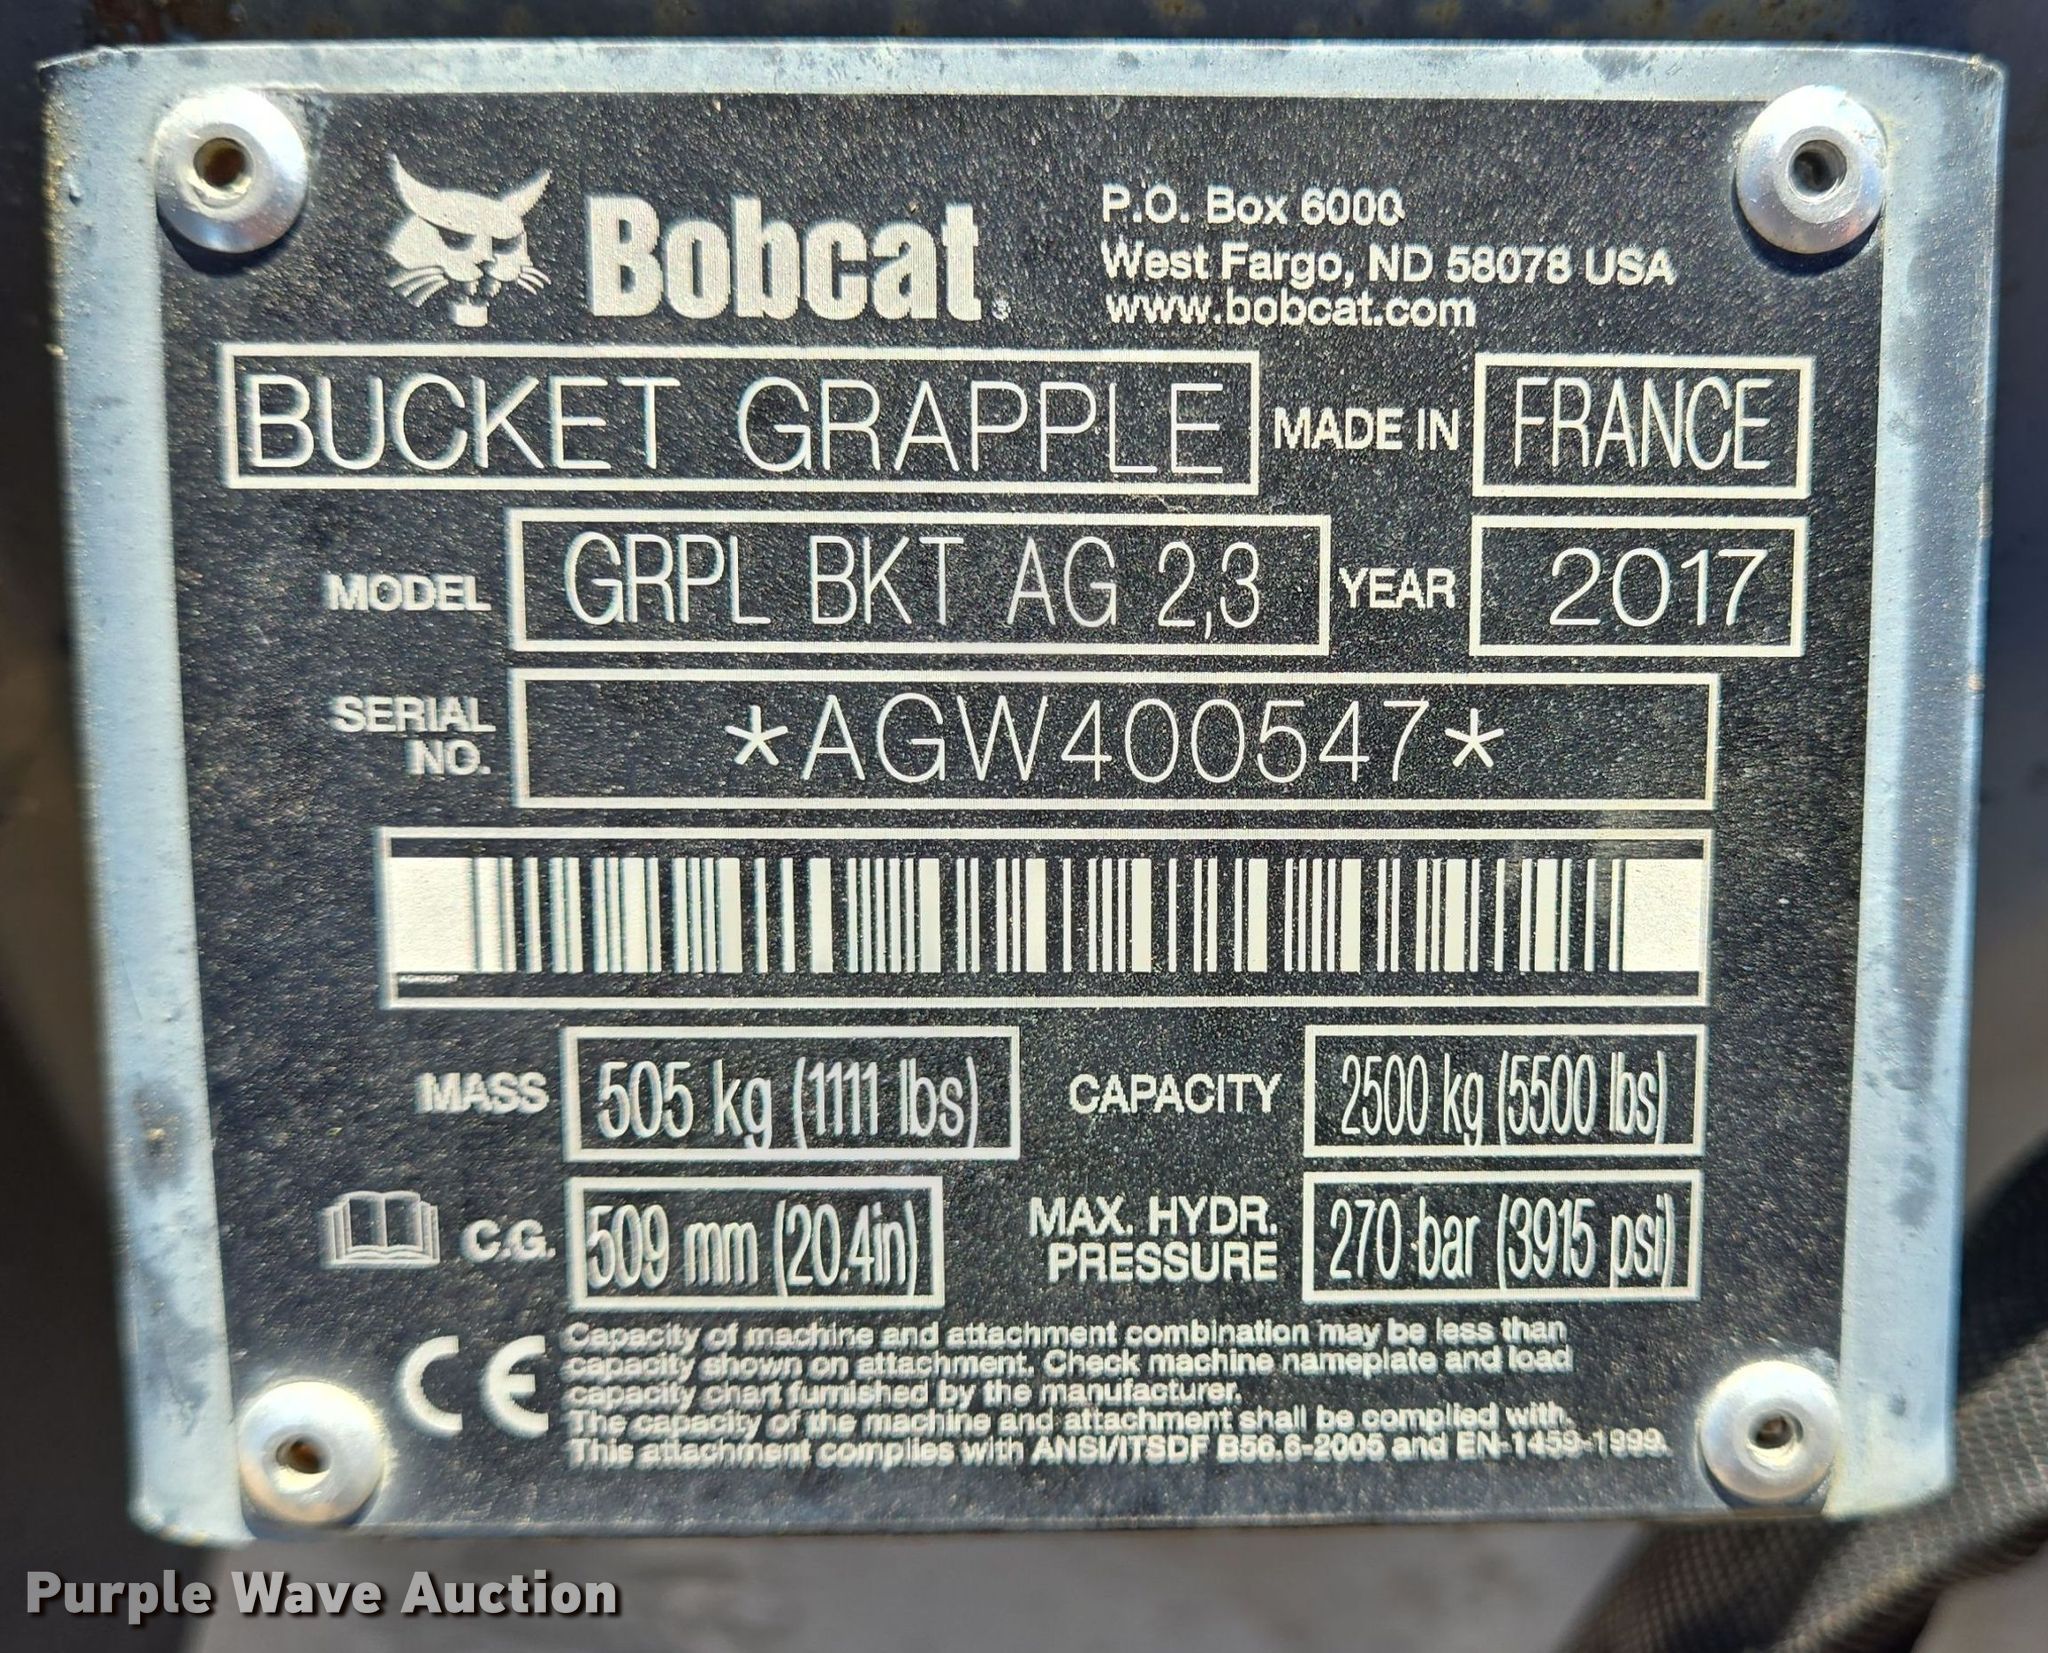 Bobcat®
P.O. Box 6000
West Fargo, ND 58078 USA
www.bobcat.com
BUCKET GRAPPLE MADE IN FRANCE
MODEL GRPL BKT AG 2,3 YEAR 2017
SERIAL NO. *AGW400547*
AGW400547
MASS 505 kg (1111 lbs) CAPACITY 2500 kg (5500 lbs)
C.G. 509 mm (20.4in) MAX. HYDR. PRESSURE 270 bar (3915 psi)
CE
Capacity of machine and attachment combination may be less than
capacity shown on attachment. Check machine nameplate and load
capacity chart furnished by the manufacturer.
The capacity of the machine and attachment shall be complied with.
This attachment complies with ANSI/ITSDF B56.6-2005 and EN-1459-1999.
Purple Wave Auction